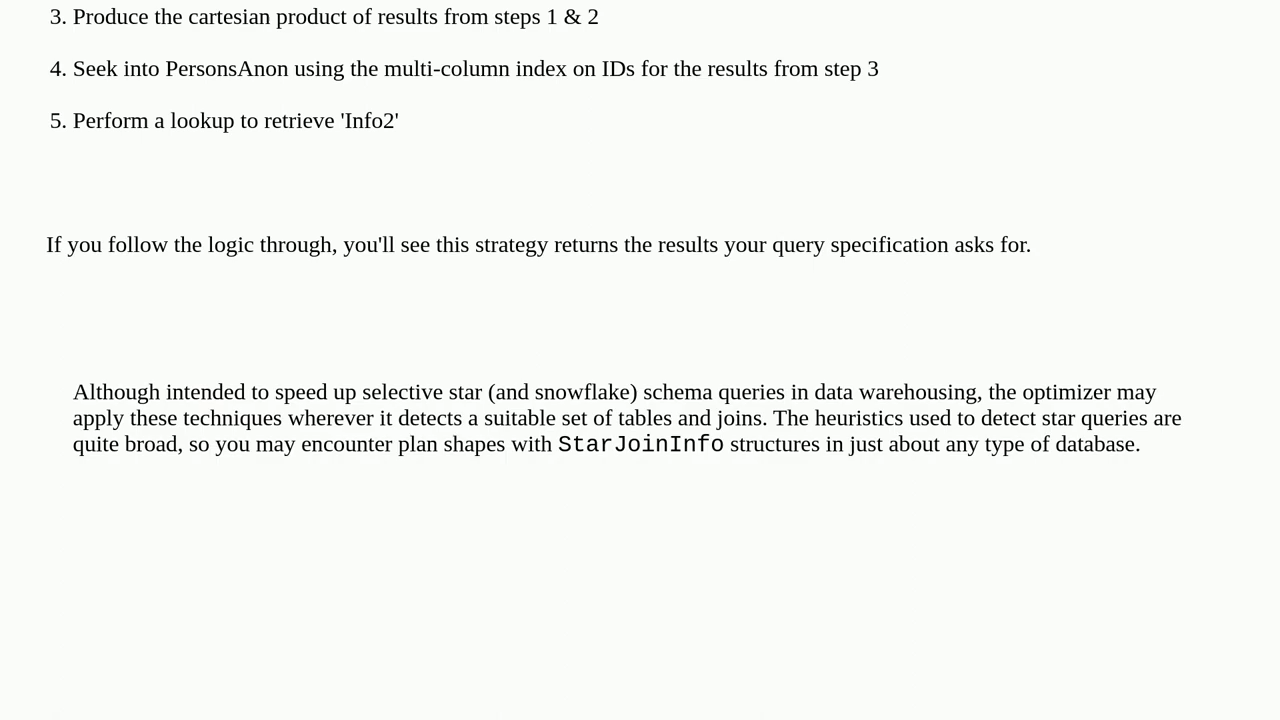 3. Produce the cartesian product of results from steps 1 & 2
4. Seek into PersonsAnon using the multi-column index on IDs for the results from step 3
5. Perform a lookup to retrieve 'Info2'
If you follow the logic through, you'll see this strategy returns the results your query specification asks for.
Although intended to speed up selective star (and snowflake) schema queries in data warehousing, the optimizer may
apply these techniques wherever it detects a suitable set of tables and joins. The heuristics used to detect star queries are
quite broad, so you may encounter plan shapes with StarJoinInfo structures in just about any type of database.